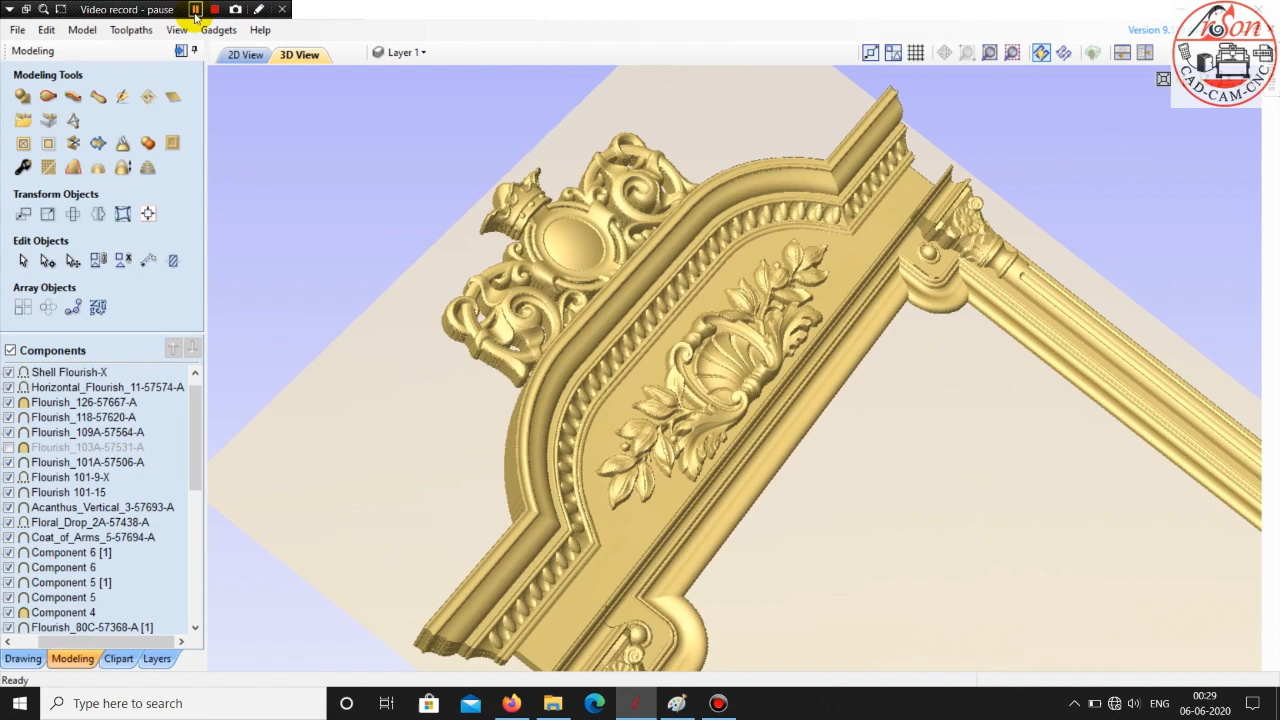 Video record - pause
File Edit Model Toolpaths View Gadgets Help
Version 9.
Modeling
2D View 3D View Layer 1
OrSon
CAD-CAM-CNC
Modeling Tools
Transform Objects
Edit Objects
Array Objects
Components
Shell Flourish-X
Horizontal_Flourish_11-57574-A
Flourish_126-57667-A
Flourish_118-57620-A
Flourish_109A-57564-A
Flourish_103A-57531-A
Flourish_101A-57506-A
Flourish 101-9-X
Flourish 101-15
Acanthus_Vertical_3-57693-A
Floral_Drop_2A-57438-A
Coat_of_Arms_5-57694-A
Component 6 [1]
Component 6
Component 5 [1]
Component 5
Component 4
Flourish_80C-57368-A [1]
Drawing Modeling Clipart Layers
Ready
Type here to search
ENG
00:29
06-06-2020